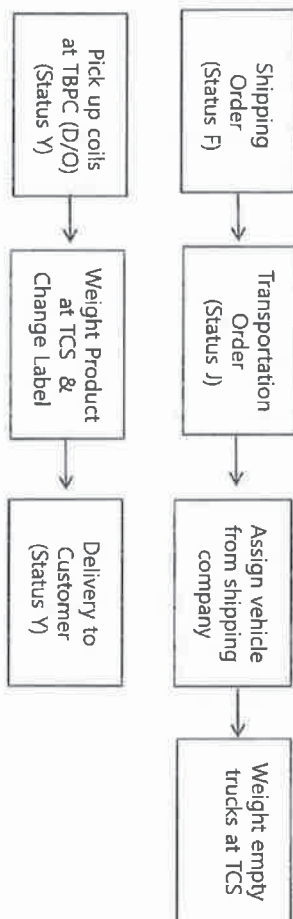 Shipping
Order
(Status F)
Transportation
Order
(Status J)
Assign vehicle
from shipping
company
Weight empty
trucks at TCS
Pick up coils
at TBPC (D/O)
(Status Y)
Weight Product
at TCS &
Change Label
Delivery to
Customer
(Status Y)